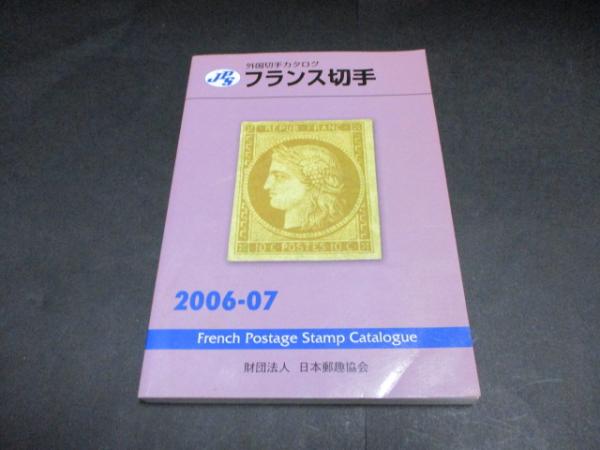 外国切手カタログ
JPS フランス切手
REPUB FRANC
10 C POSTES 10 C
2006-07
French Postage Stamp Catalogue
財団法人 日本郵趣協会